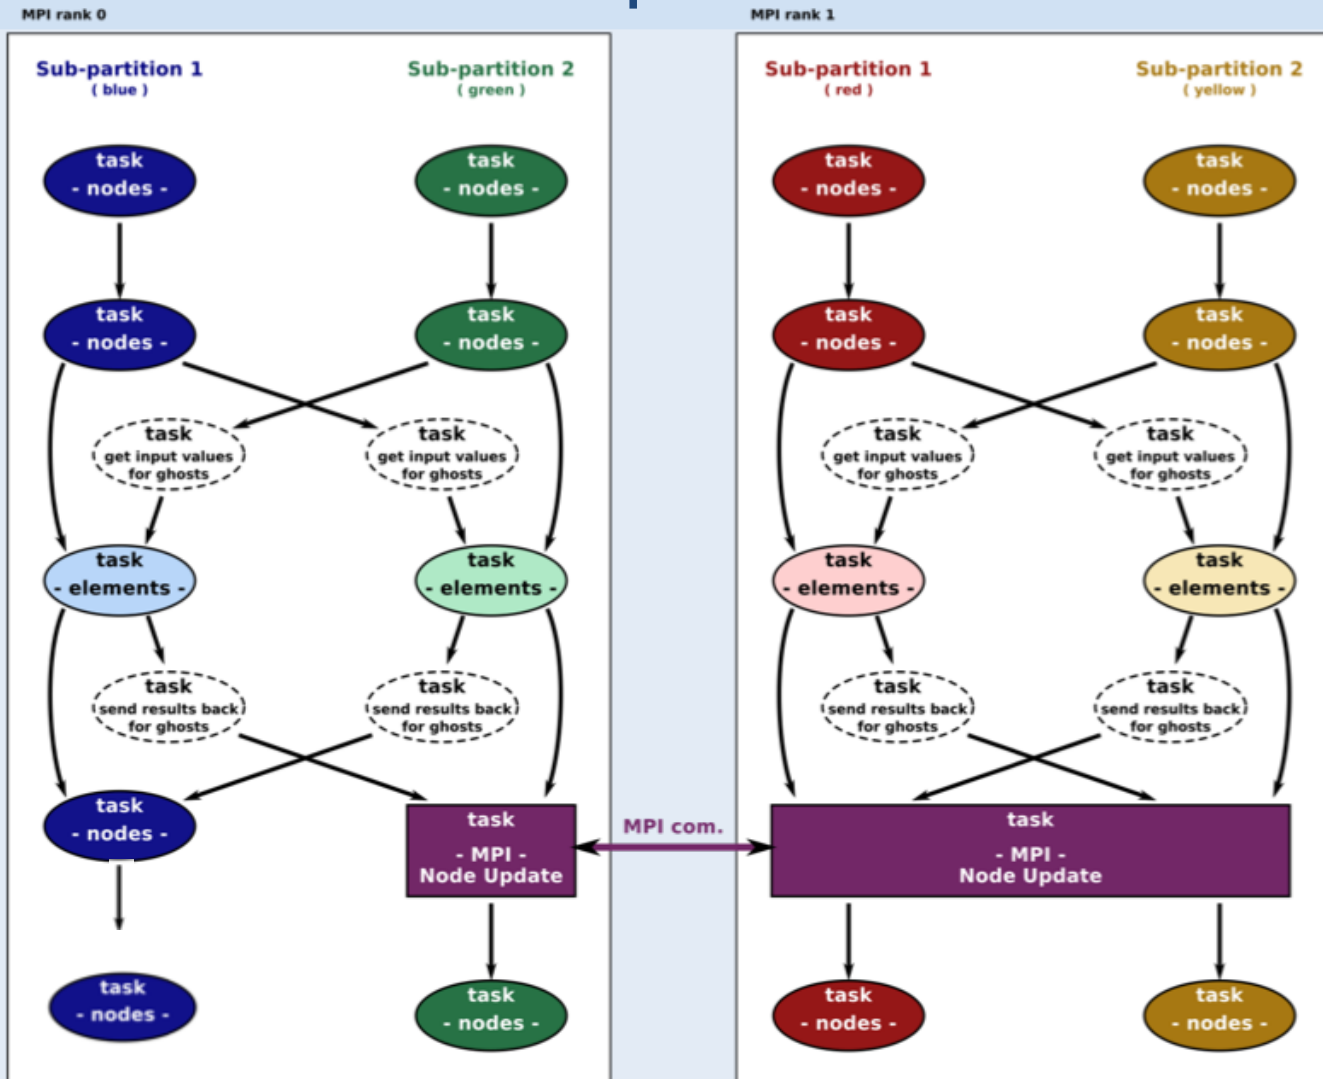 MPI rank 0
MPI rank 1
Sub-partition 1
( blue )
Sub-partition 2
( green )
Sub-partition 1
( red )
Sub-partition 2
( yellow )
task
- nodes -
task
- nodes -
task
- nodes -
task
- nodes -
task
- nodes -
task
- nodes -
task
- nodes -
task
- nodes -
task
get input values
for ghosts
task
get input values
for ghosts
task
get input values
for ghosts
task
get input values
for ghosts
task
- elements -
task
- elements -
task
- elements -
task
- elements -
task
send results back
for ghosts
task
send results back
for ghosts
task
send results back
for ghosts
task
send results back
for ghosts
task
- nodes -
task
- MPI -
Node Update
MPI com.
task
- MPI -
Node Update
task
- nodes -
task
- nodes -
task
- nodes -
task
- nodes -